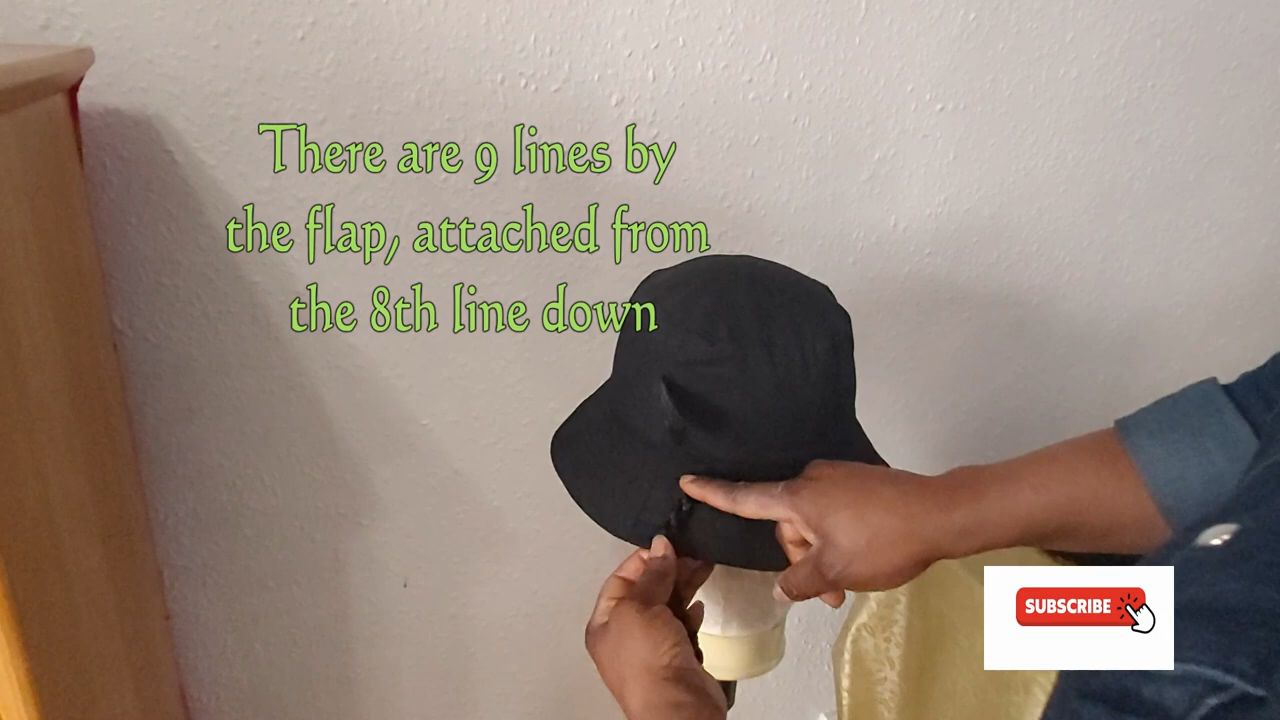 There are 9 lines by
the flap, attached from
the 8th line down
SUBSCRIBE